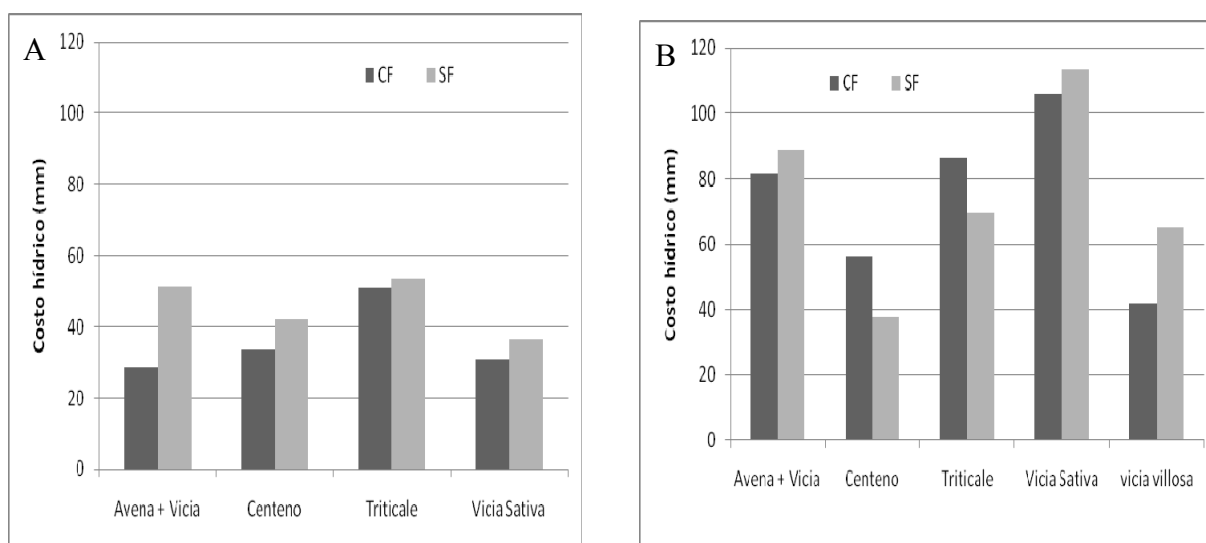 A
CF SF
Costo hídrico (mm)
120
100
80
60
40
20
0
Avena + Vicia Centeno Triticale Vicia Sativa
B
CF SF
Costo hídrico (mm)
120
100
80
60
40
20
0
Avena + Vicia Centeno Triticale Vicia Sativa vicia villosa